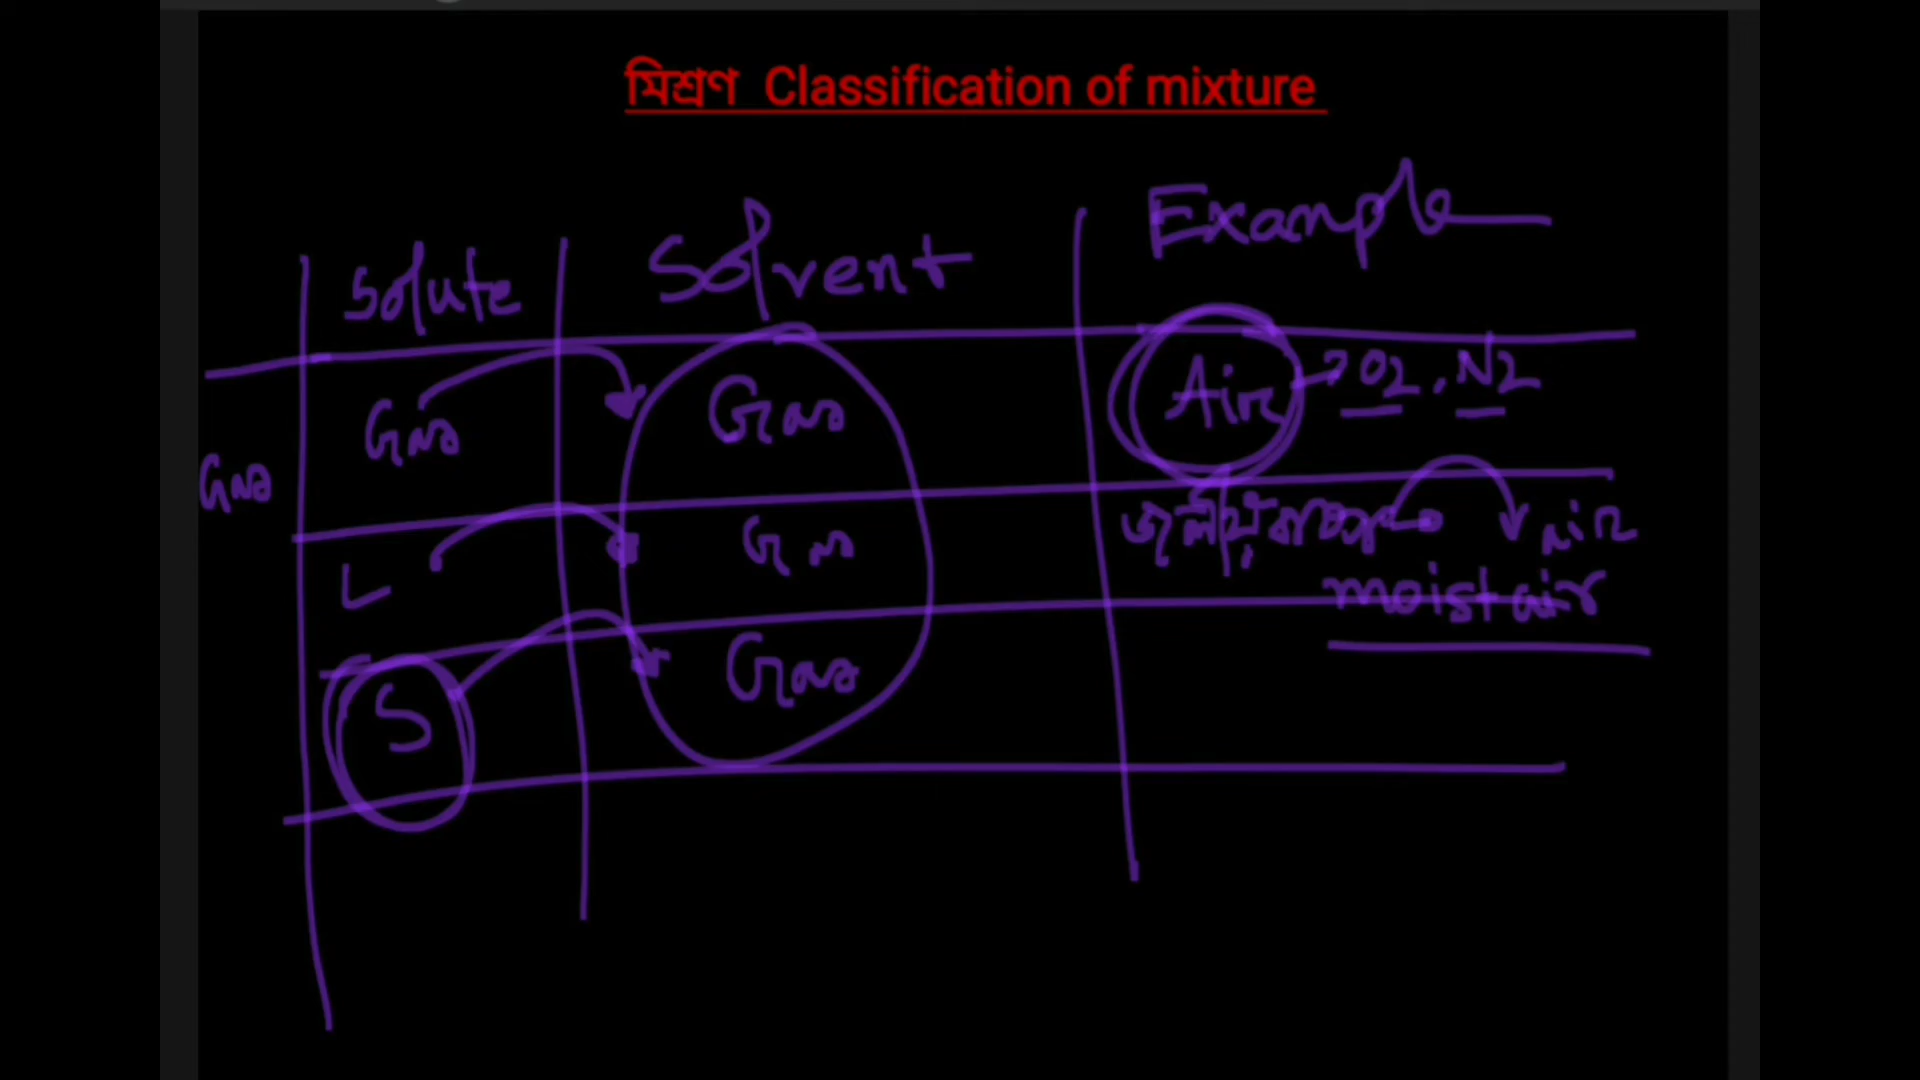 মিশ্রণ Classification of mixture
Solute Solvent Example
Gas Gas Air → O2, N2
Gas
L Gas air
moist air
S Gas